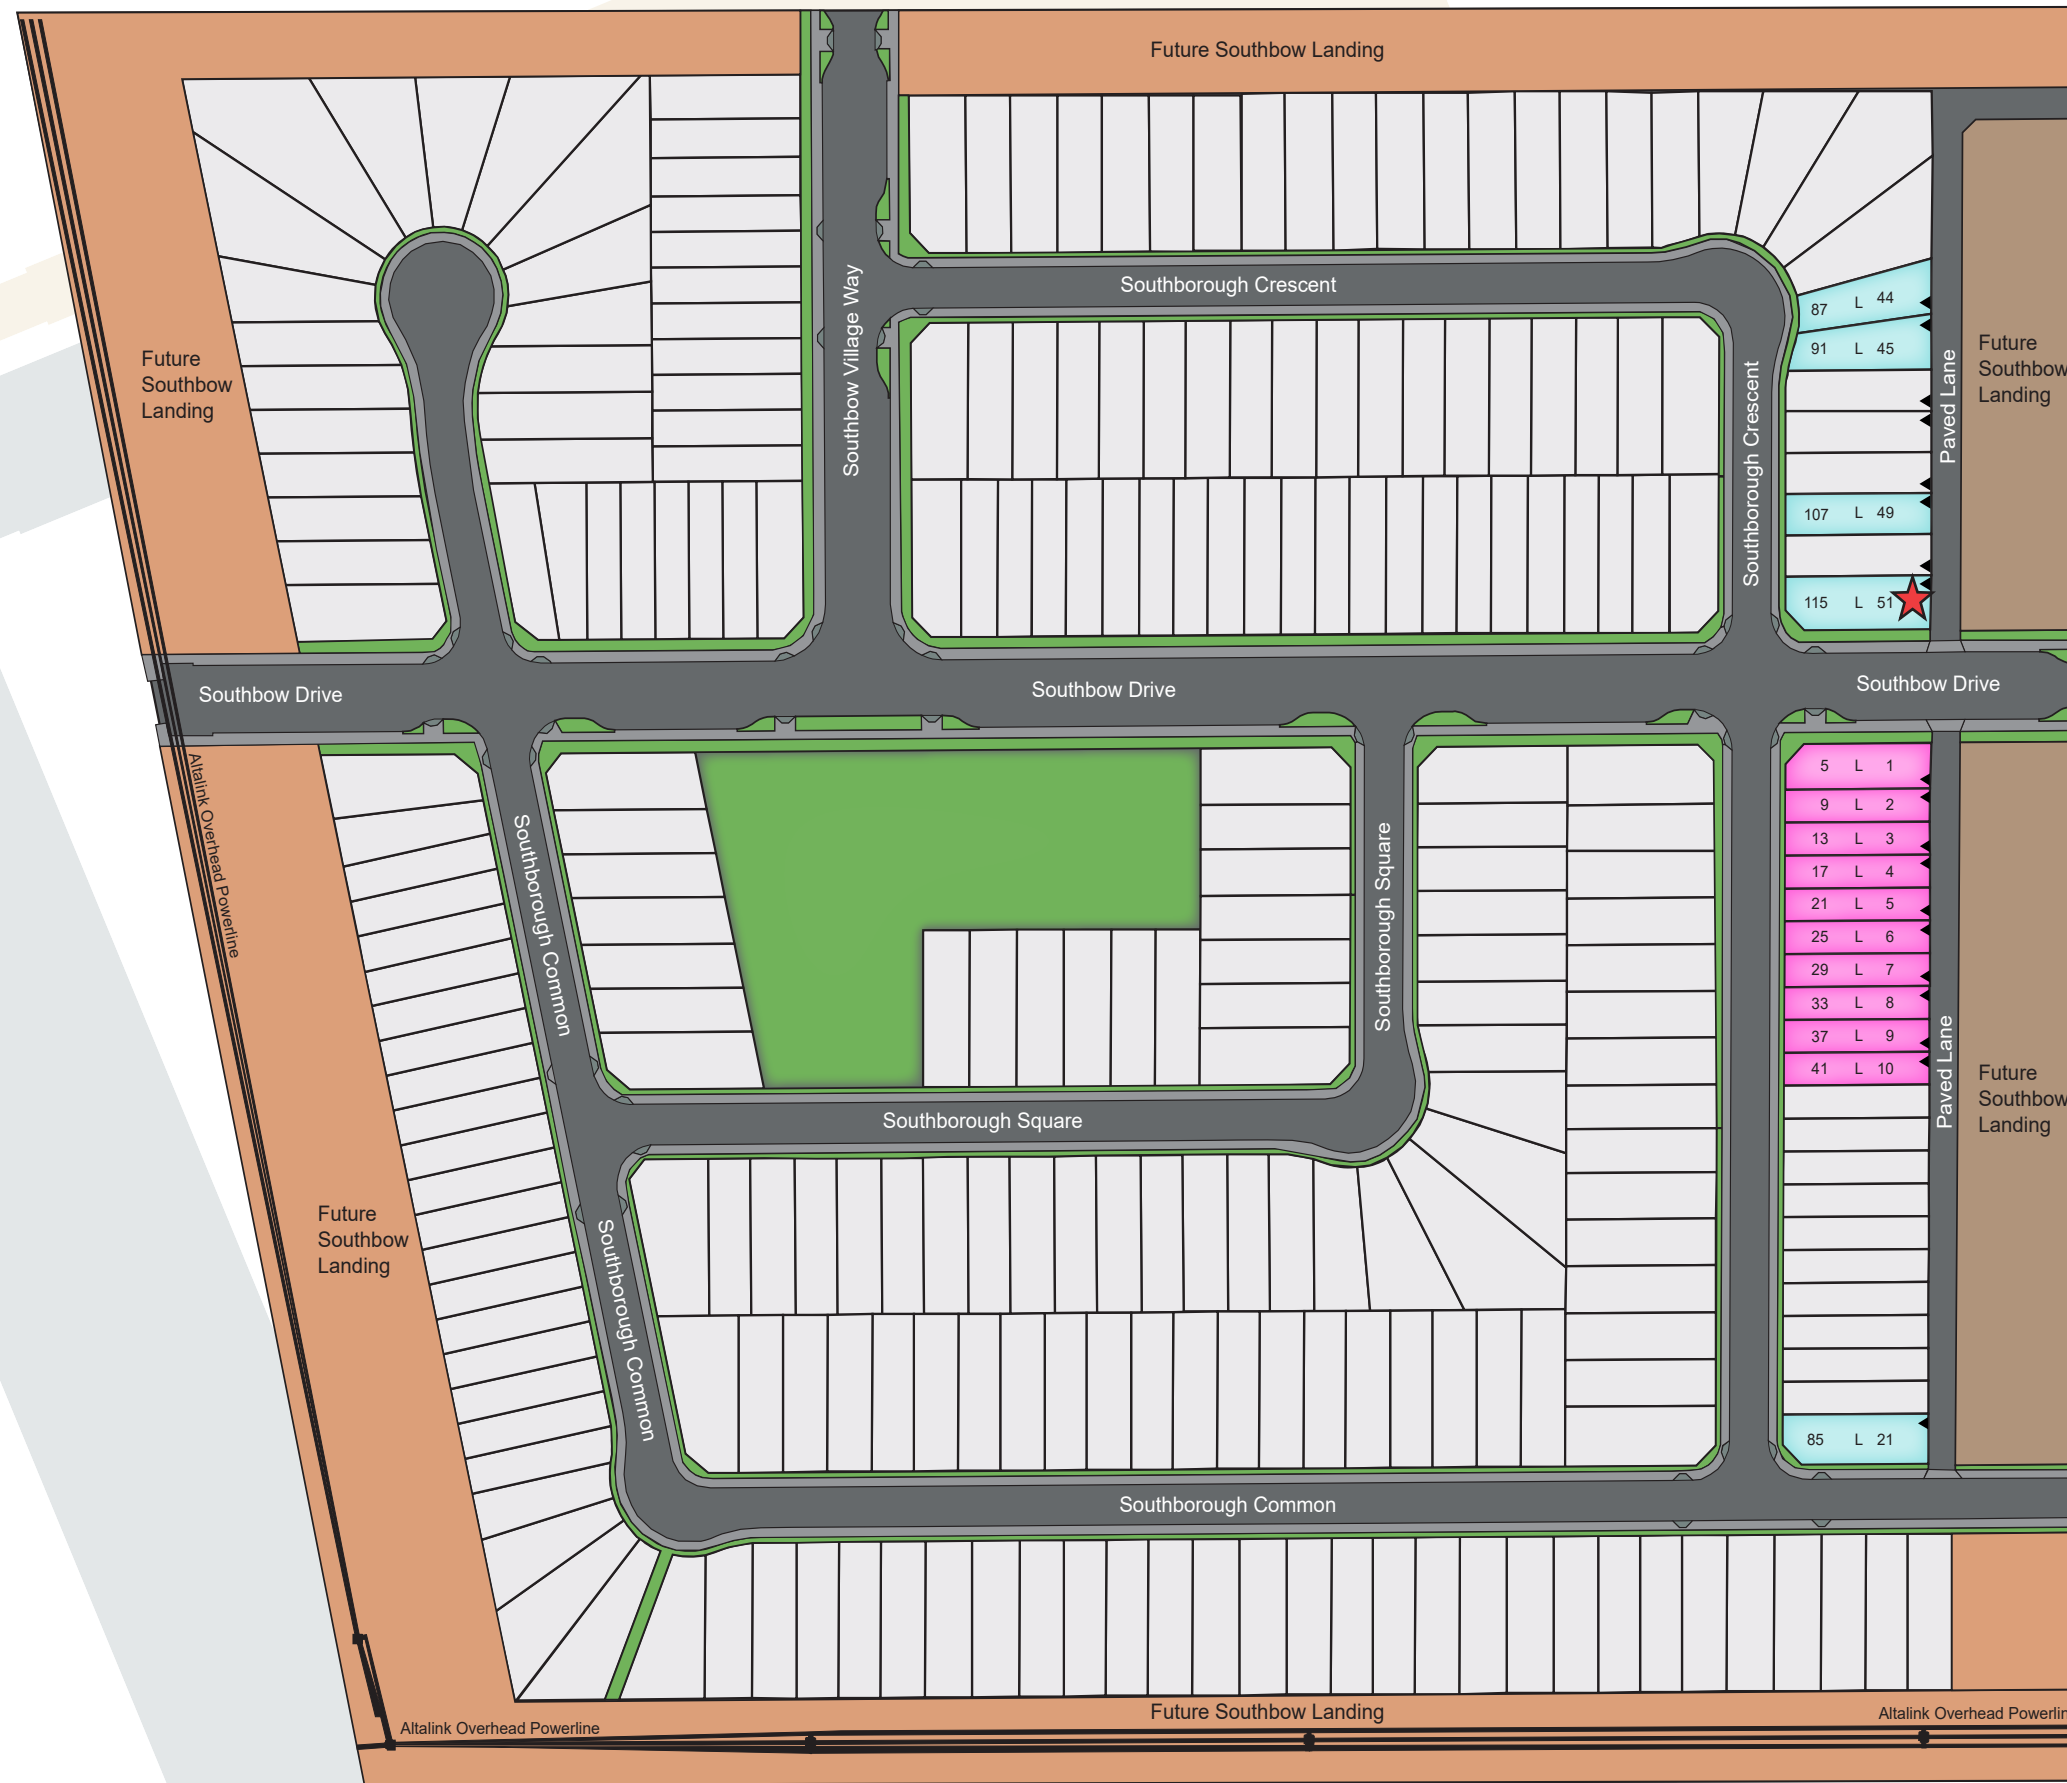 Future Southbow Landing
Southborough Crescent
Southbow Village Way
Southborough Crescent
Paved Lane
87 L 44
91 L 45
107 L 49
115 L 51
Future
Southbow
Landing
Future
Southbow
Landing
Southbow Drive
Southbow Drive
Southbow Drive
Altalink Overhead Powerline
Southborough Common
Southborough Square
5 L 1
9 L 2
13 L 3
17 L 4
21 L 5
25 L 6
29 L 7
33 L 8
37 L 9
41 L 10
Paved Lane
Future
Southbow
Landing
Southborough Square
Future
Southbow
Landing
Southborough Common
85 L 21
Southborough Common
Future Southbow Landing
Altalink Overhead Powerline
Altalink Overhead Powerlin